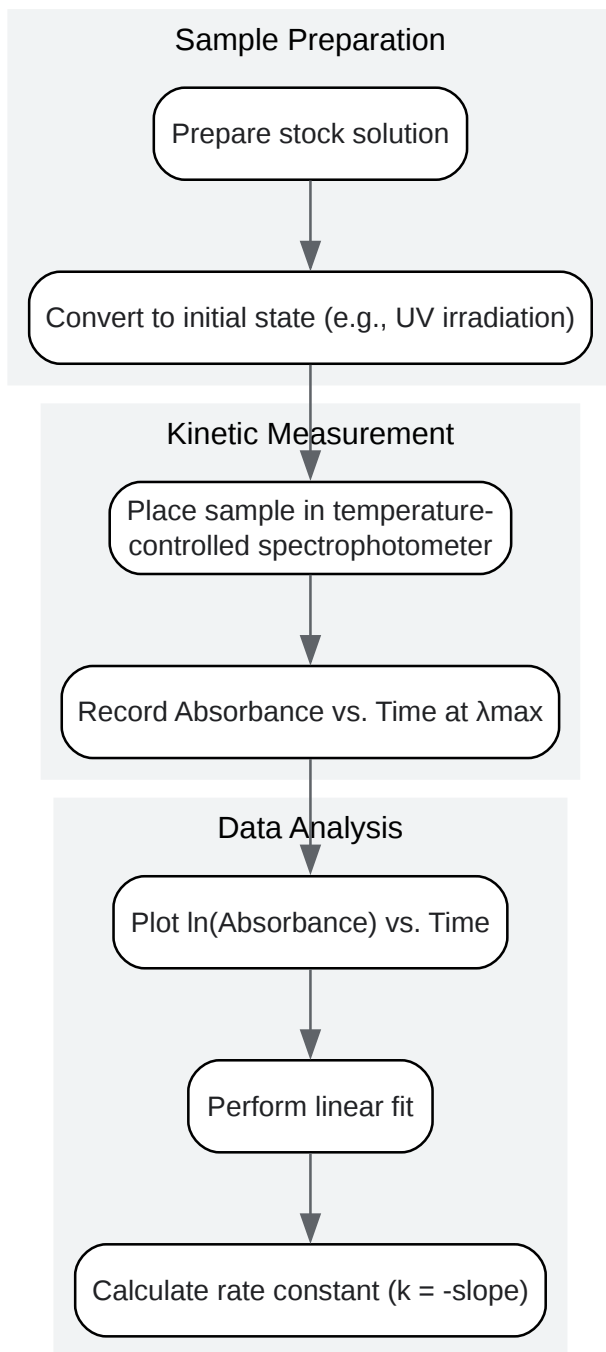 Sample Preparation
Prepare stock solution
Convert to initial state (e.g., UV irradiation)
Kinetic Measurement
Place sample in temperature-
controlled spectrophotometer
Record Absorbance vs. Time at λmax
Data Analysis
Plot ln(Absorbance) vs. Time
Perform linear fit
Calculate rate constant (k = -slope)